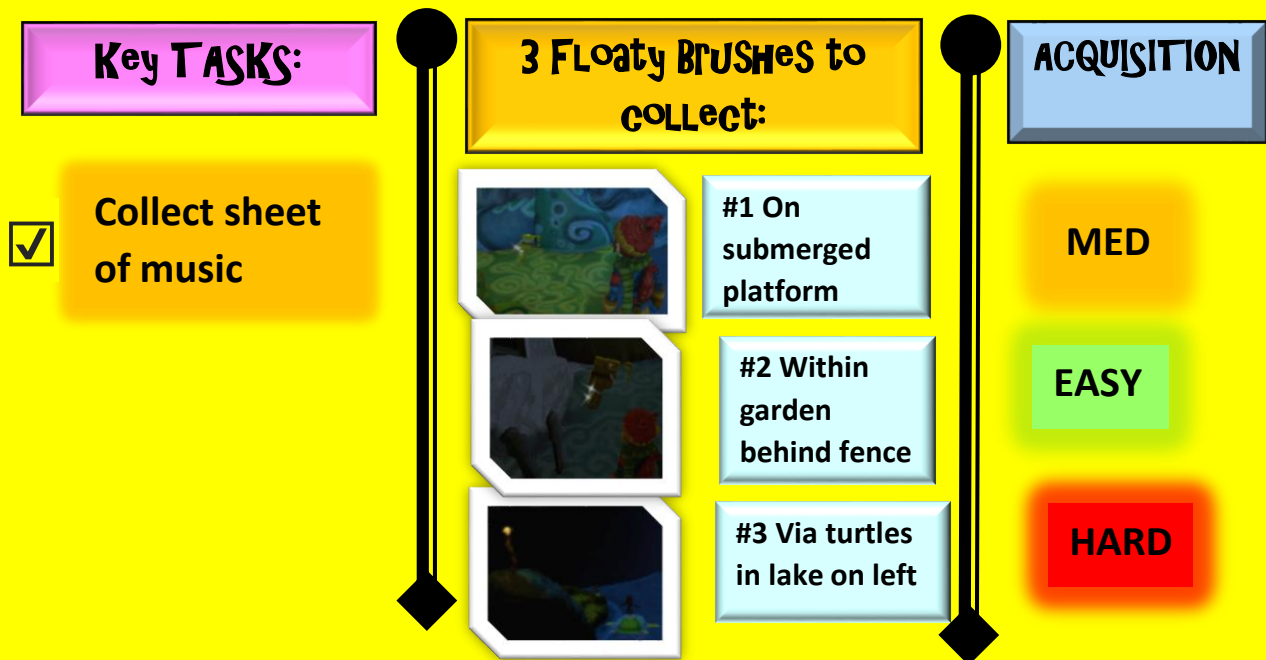 Key TASKS:
3 FLoaty BrUSHes to
coLLect:
ACQUISITION
Collect sheet
of music
#1 On
submerged
platform
MED
#2 Within
garden
behind fence
EASY
#3 Via turtles
in lake on left
HARD